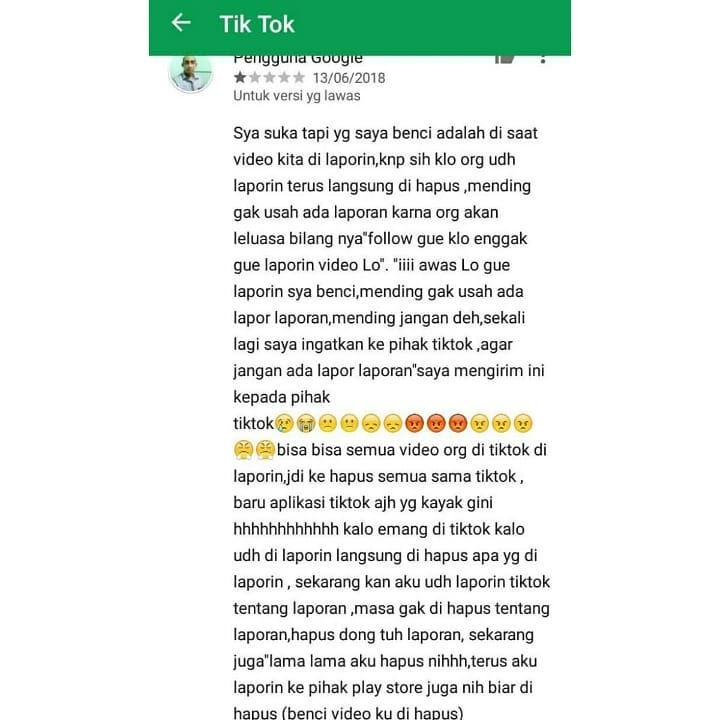 Tik Tok
Pengguna Google
13/06/2018
Untuk versi yg lawas
Sya suka tapi yg saya benci adalah di saat
video kita di laporin,knp sih klo org udh
laporin terus langsung di hapus ,mending
gak usah ada laporan karna org akan
leluasa bilang nya"follow gue klo enggak
gue laporin video Lo". "iiii awas Lo gue
laporin sya benci,mending gak usah ada
lapor laporan,mending jangan deh,sekali
lagi saya ingatkan ke pihak tiktok ,agar
jangan ada lapor laporan"saya mengirim ini
kepada pihak
tiktok😢😭😕😐😞😞😡😡😡😠😠😠
😤😤bisa bisa semua video org di tiktok di
laporin,jdi ke hapus semua sama tiktok ,
baru aplikasi tiktok ajh yg kayak gini
hhhhhhhhhhhh kalo emang di tiktok kalo
udh di laporin langsung di hapus apa yg di
laporin , sekarang kan aku udh laporin tiktok
tentang laporan ,masa gak di hapus tentang
laporan,hapus dong tuh laporan, sekarang
juga"lama lama aku hapus nihhh,terus aku
laporin ke pihak play store juga nih biar di
hapus (benci video ku di hapus)